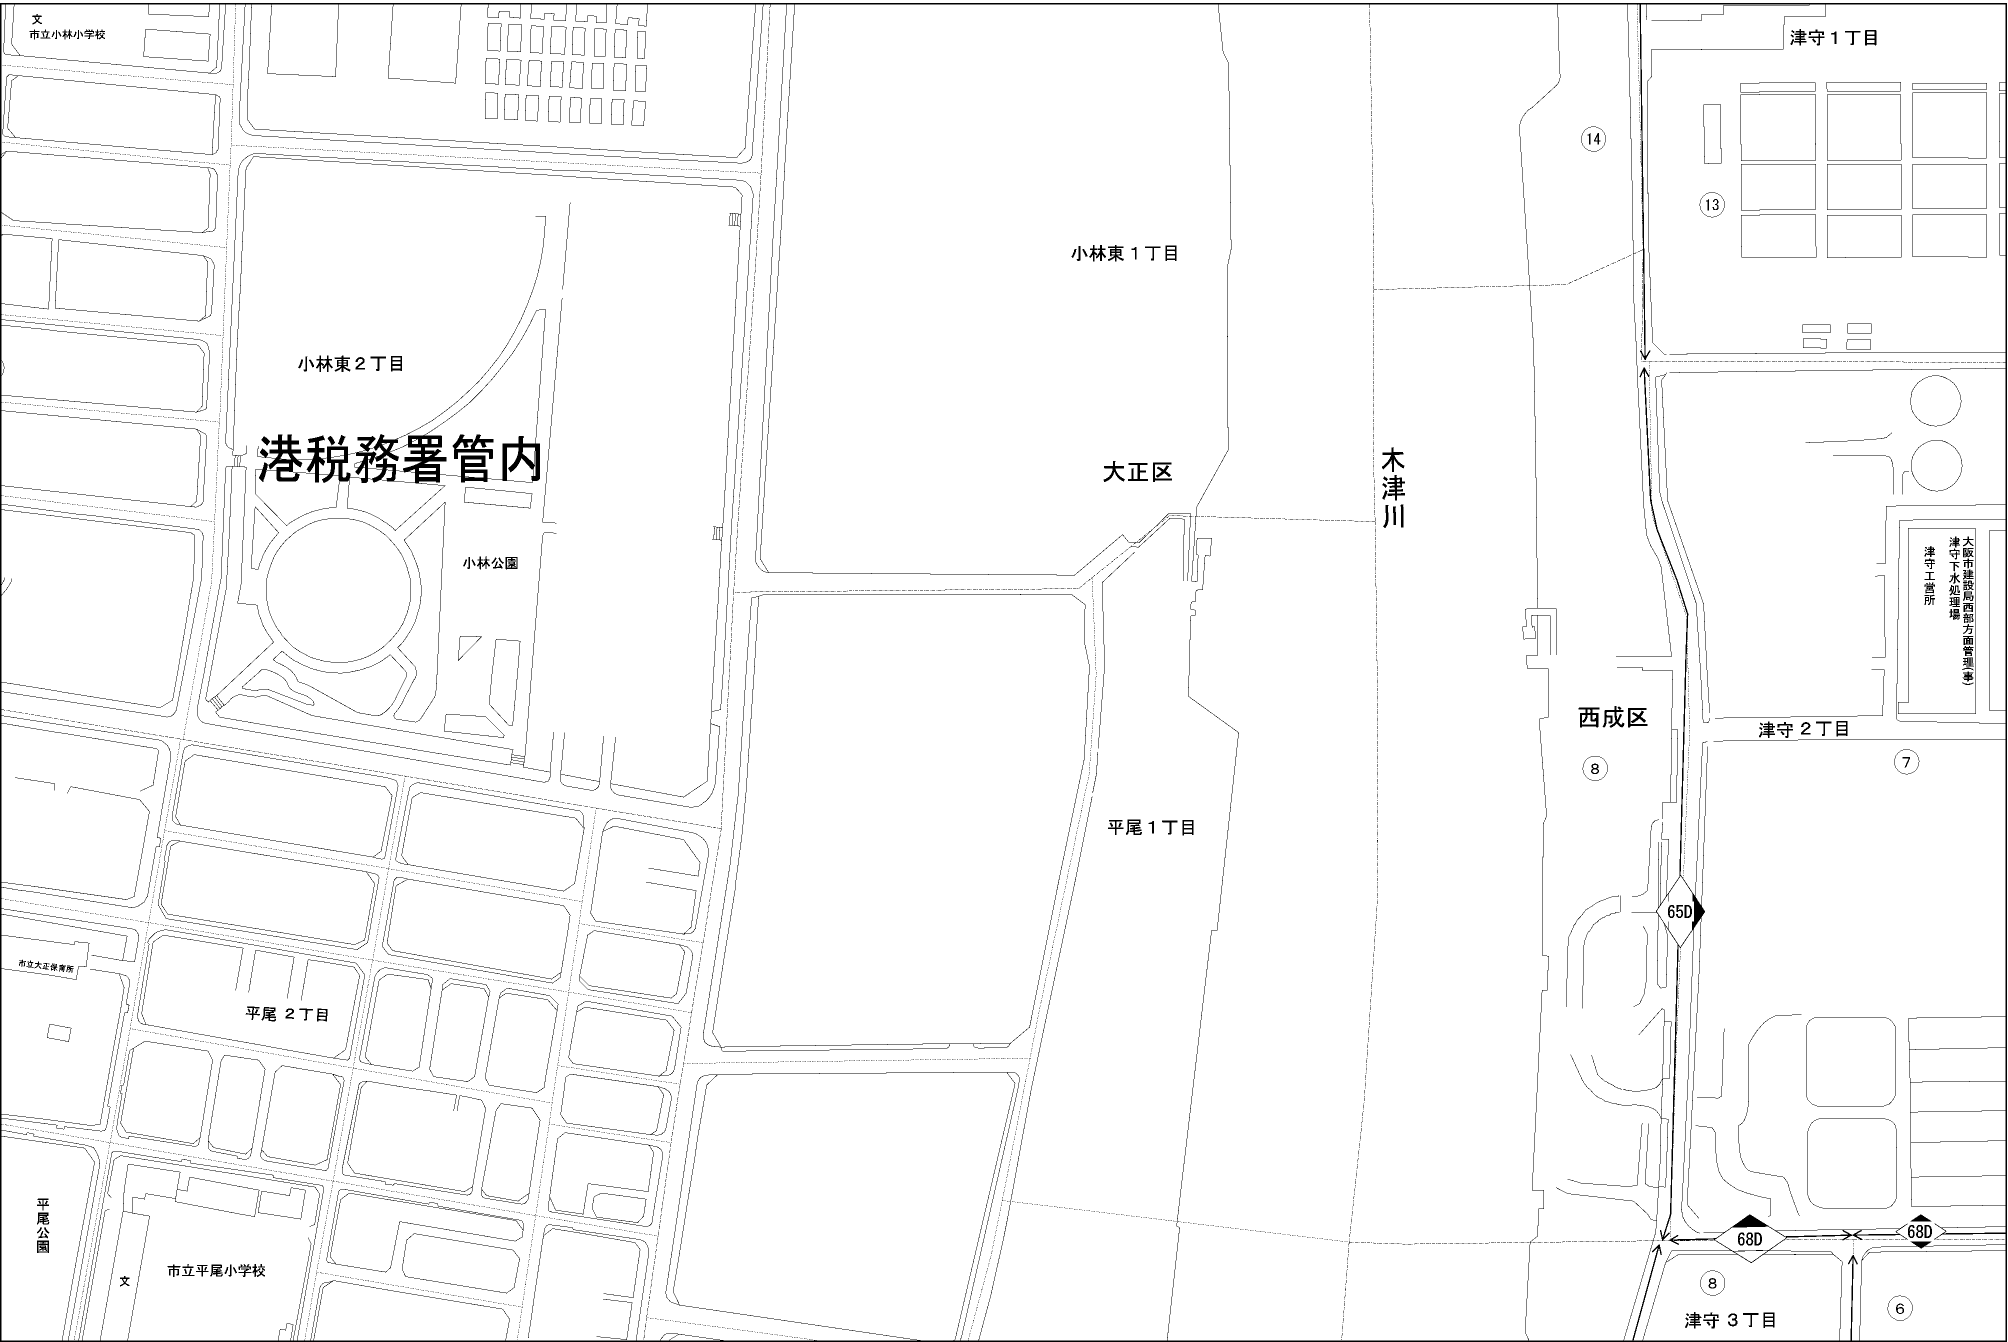 文
市立小林小学校
津守1丁目
14
13
小林東1丁目
小林東2丁目
港税務署管内
大正区
木津川
小林公園
大阪市建設局西部方面管理(事)
津守下水処理場
津守工営所
西成区
津守2丁目
8
7
平尾1丁目
65D
市立大正保育所
平尾2丁目
平尾公園
文
市立平尾小学校
68D
68D
8
6
津守3丁目